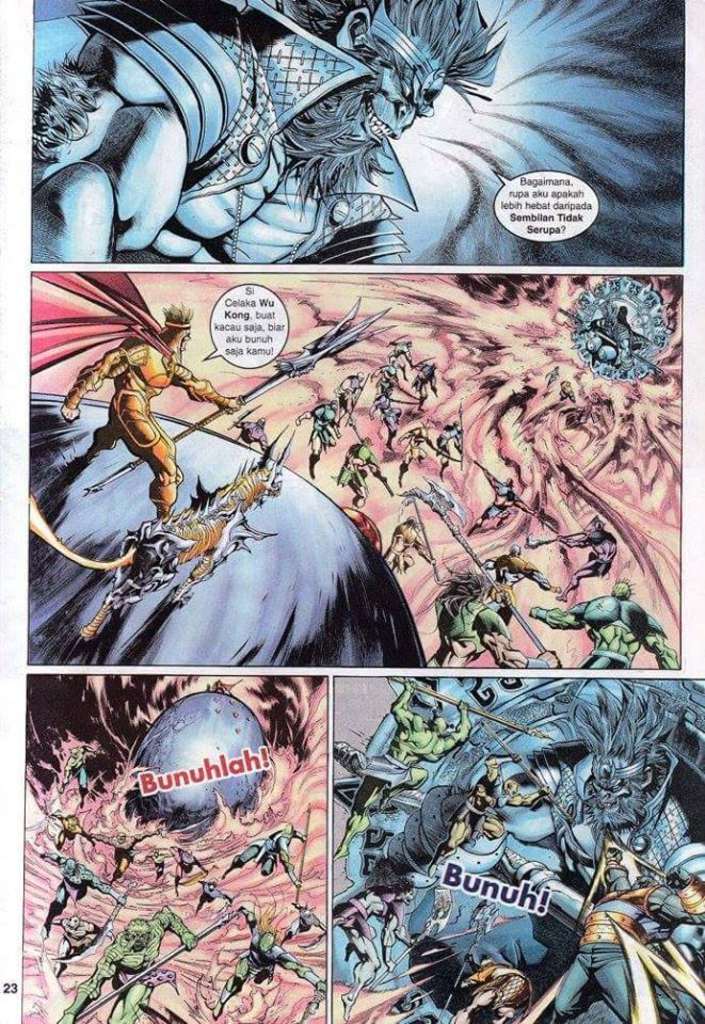 Bagaimana,
rupa aku apakah
lebih hebat daripada
Sembilan Tidak
Serupa?
Si
Celaka Wu
Kong, buat
kacau saja, biar
aku bunuh
saja kamu!
Bunuhlah!
Bunuh!
23